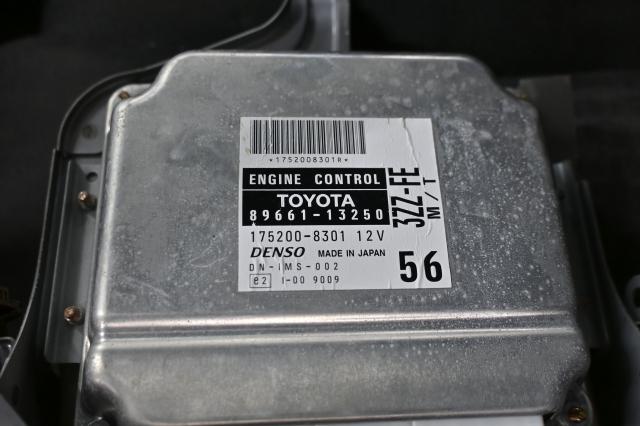 *1752008301R*
ENGINE CONTROL
TOYOTA
89661-13250
3ZZ-FE
M/T
175200-8301 12V
DENSO MADE IN JAPAN
DN-IMS-002
56
e2 I-00 9009